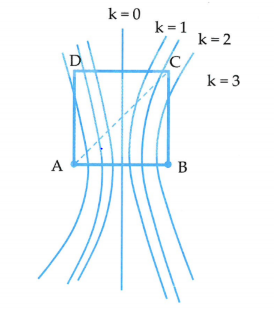 k = 0
k = 1
k = 2
D
C
k = 3
A
B